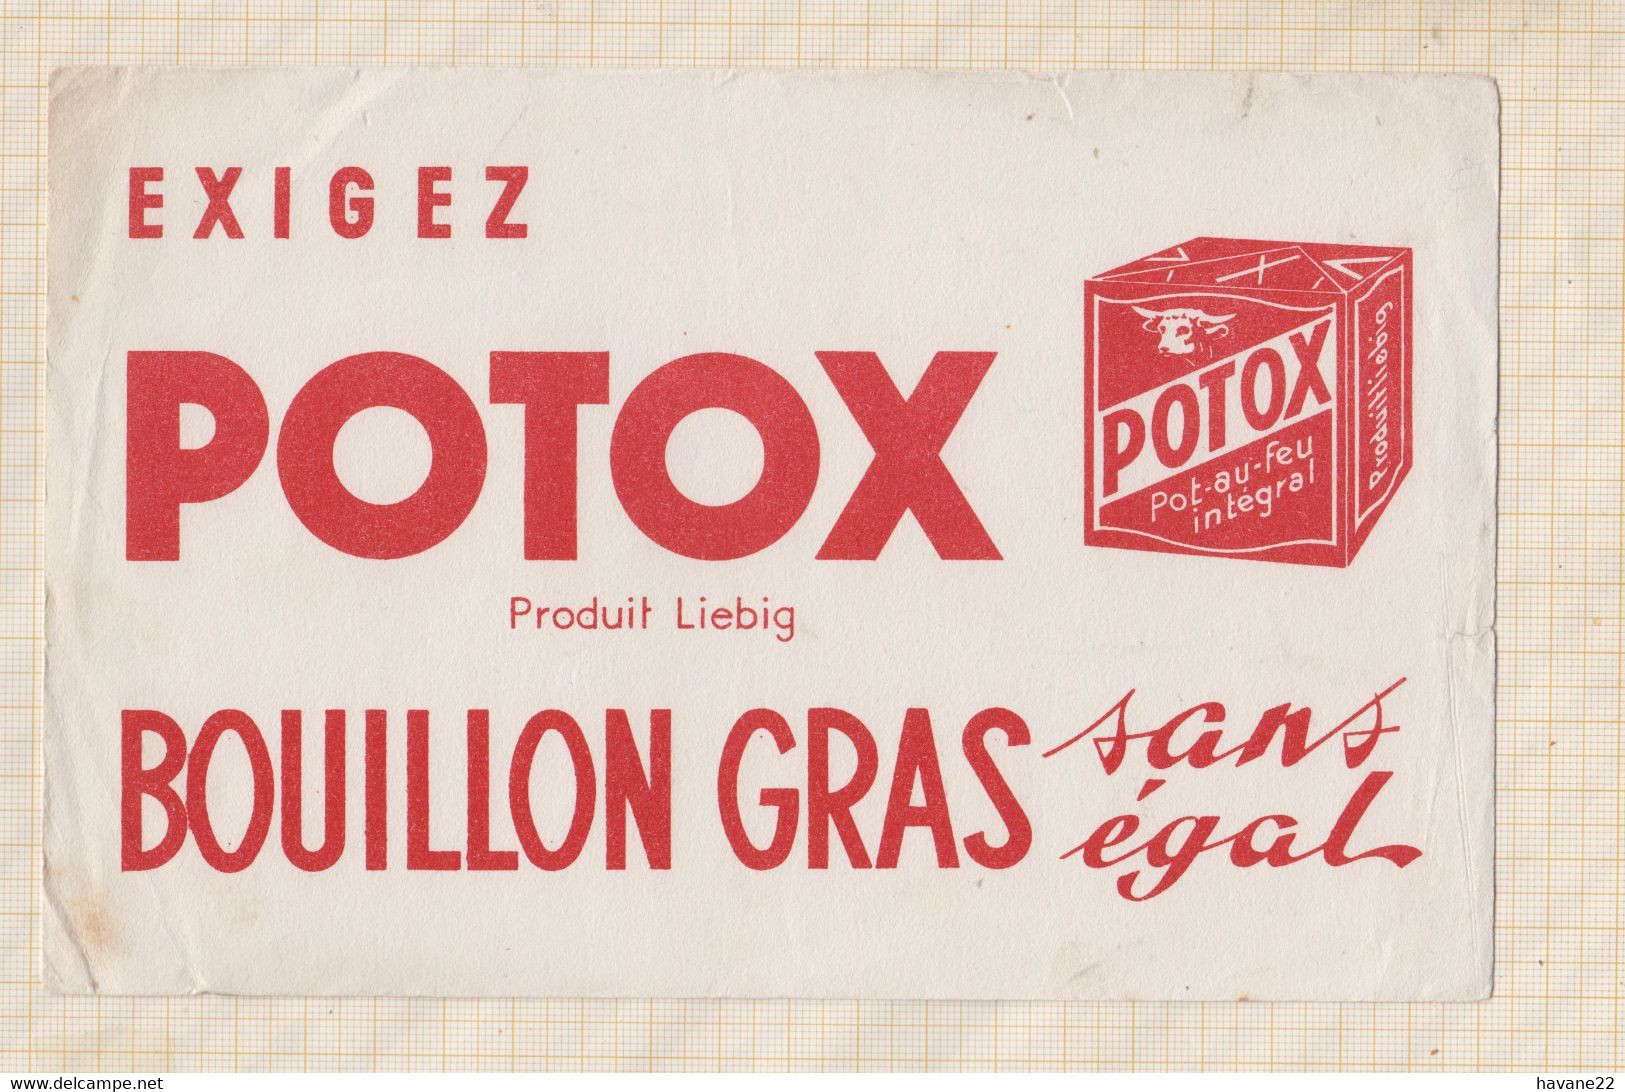 EXIGEZ
POTOX
Produit Liebig
BOUILLON GRAS sans
égal
POTOX
Pot-au-feu
intégral
Produit liebig
www.delcampe.net
havane22